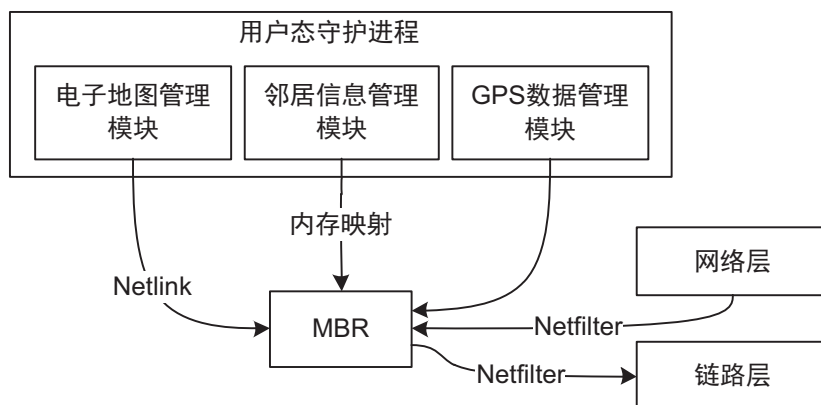 用户态守护进程
电子地图管理
模块
邻居信息管理
模块
GPS数据管理
模块
内存映射
Netlink
MBR
网络层
Netfilter
Netfilter
链路层